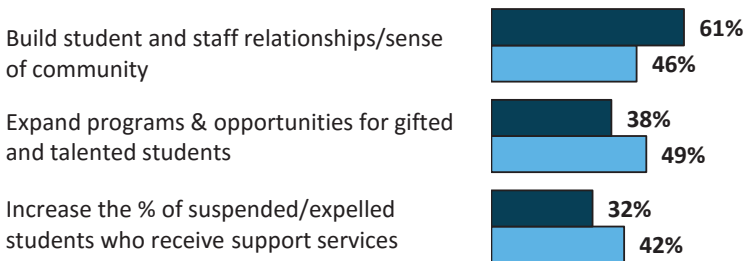 Build student and staff relationships/sense
of community
61%
46%
Expand programs & opportunities for gifted
and talented students
38%
49%
Increase the % of suspended/expelled
students who receive support services
32%
42%